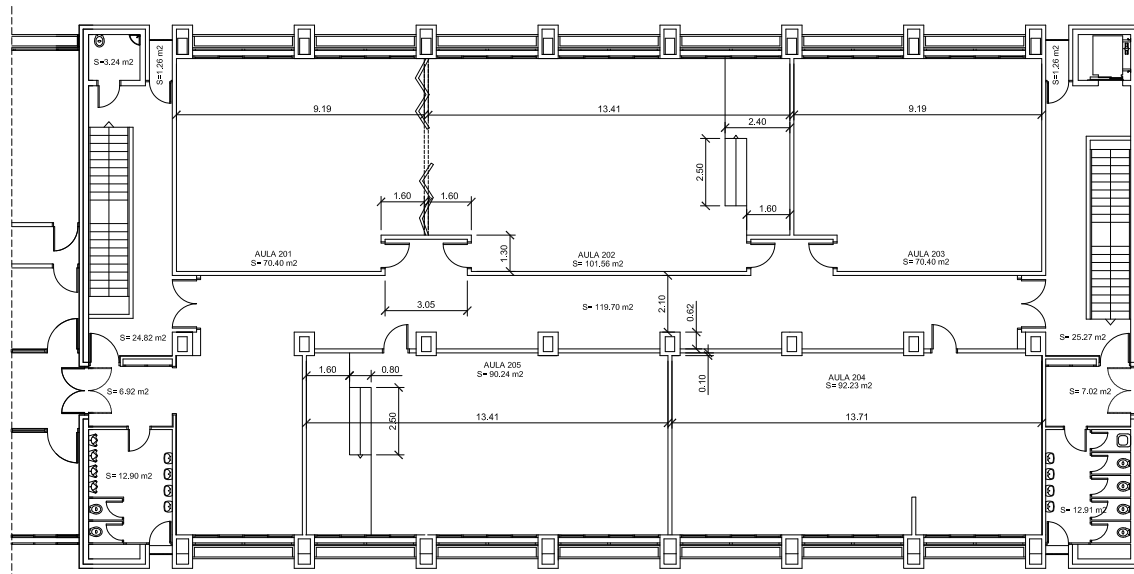 S=3.24 m2
S=1.26 m2
S=1.26 m2
9.19
13.41
9.19
2.40
2.50
1.60
1.60
1.60
1.30
AULA 201
S= 70.40 m2
AULA 202
S= 101.56 m2
AULA 203
S= 70.40 m2
3.05
S= 119.70 m2
2.10
0.62
S= 24.82 m2
S= 25.27 m2
0.10
1.60
0.80
AULA 205
S= 90.24 m2
AULA 204
S= 92.23 m2
S= 6.92 m2
S= 7.02 m2
2.50
13.41
13.71
S= 12.90 m2
S= 12.91 m2